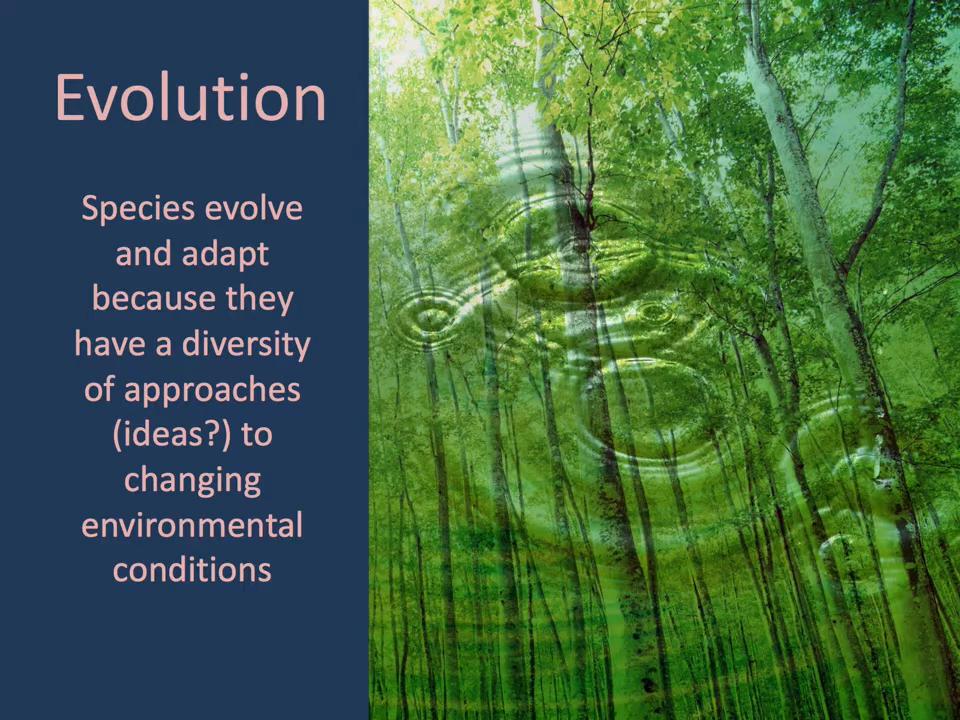 Evolution
Species evolve
and adapt
because they
have a diversity
of approaches
(ideas?) to
changing
environmental
conditions